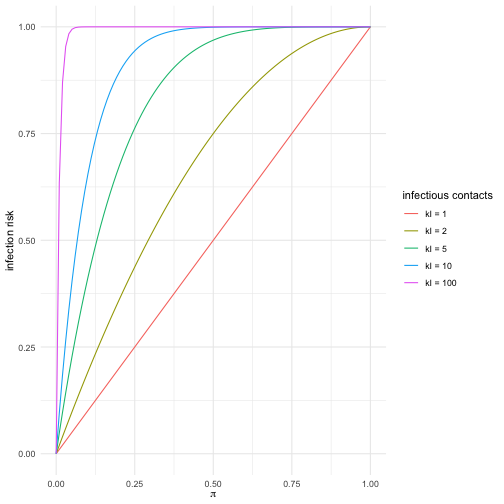 1.00
0.75
0.50
0.25
0.00
infection risk
0.00 0.25 0.50 0.75 1.00
π
infectious contacts
kI = 1
kI = 2
kI = 5
kI = 10
kI = 100